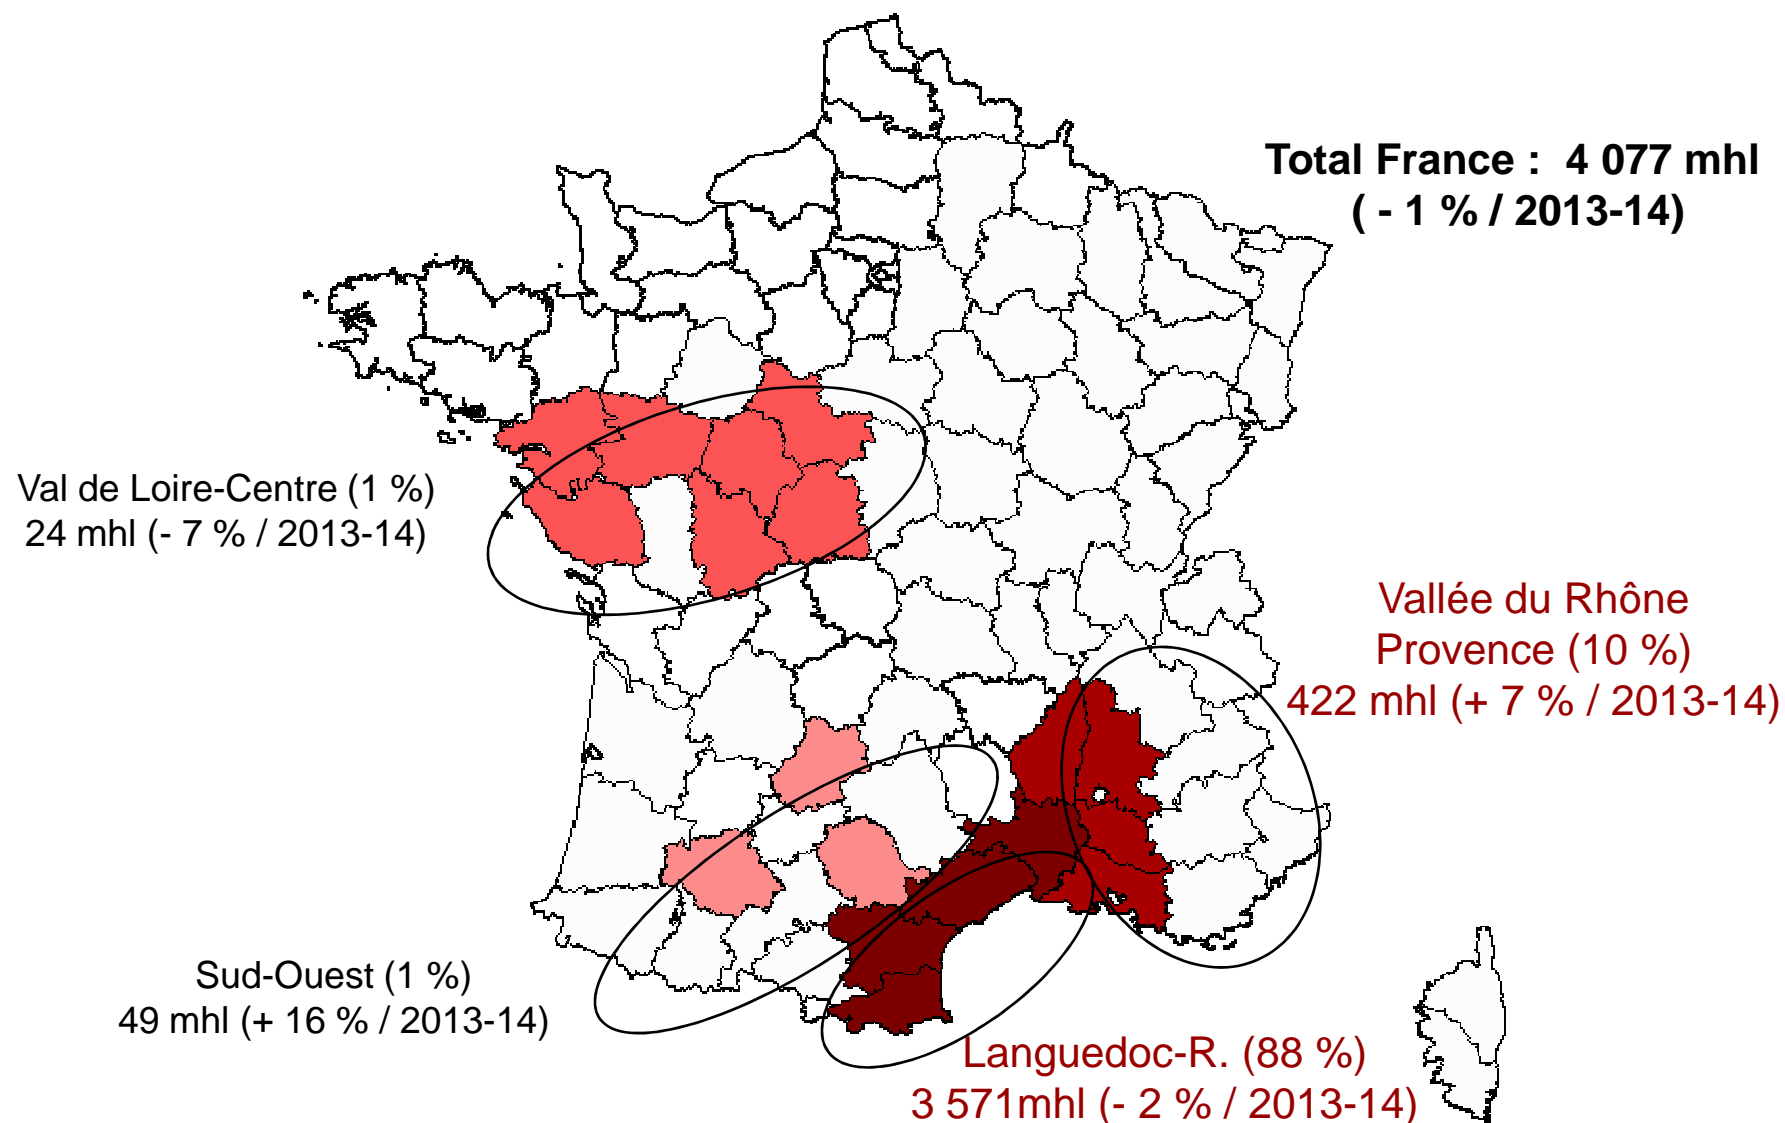 Total France :  4 077 mhl
( - 1 % / 2013-14)
Val de Loire-Centre (1 %)
24 mhl (- 7 % / 2013-14)
Vallée du Rhône
Provence (10 %)
422 mhl (+ 7 % / 2013-14)
Sud-Ouest (1 %)
49 mhl (+ 16 % / 2013-14)
Languedoc-R. (88 %)
3 571mhl (- 2 % / 2013-14)